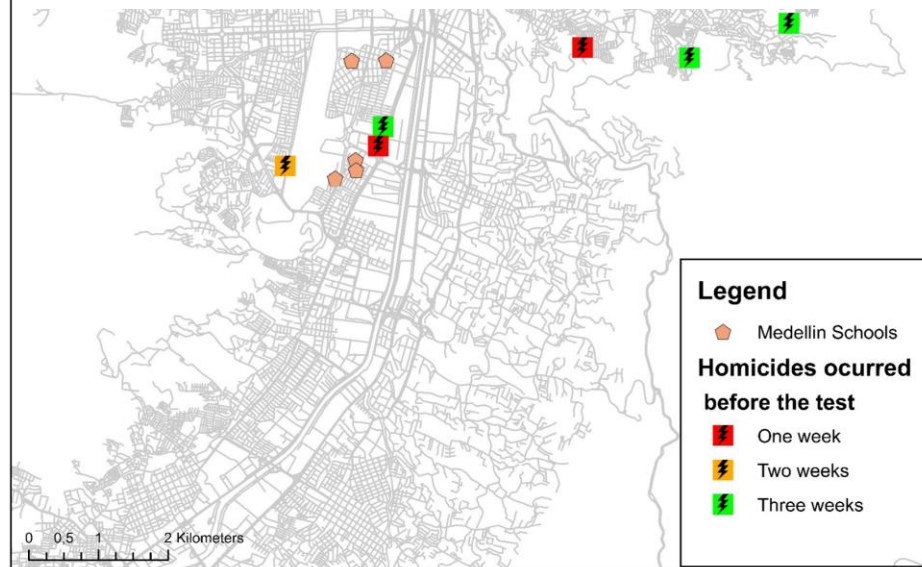 Legend
Medellin Schools
Homicides ocurred
before the test
One week
Two weeks
Three weeks
0 0,5 1 2 Kilometers